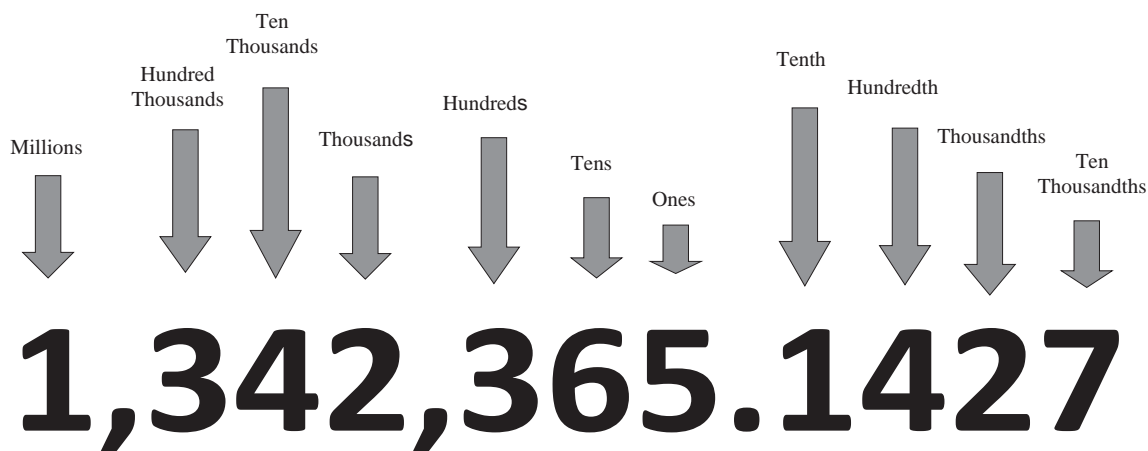 Millions
Hundred
Thousands
Ten
Thousands
Thousands
Hundreds
Tens
Ones
Tenth
Hundredth
Thousandths
Ten
Thousandths
1,342,365.1427